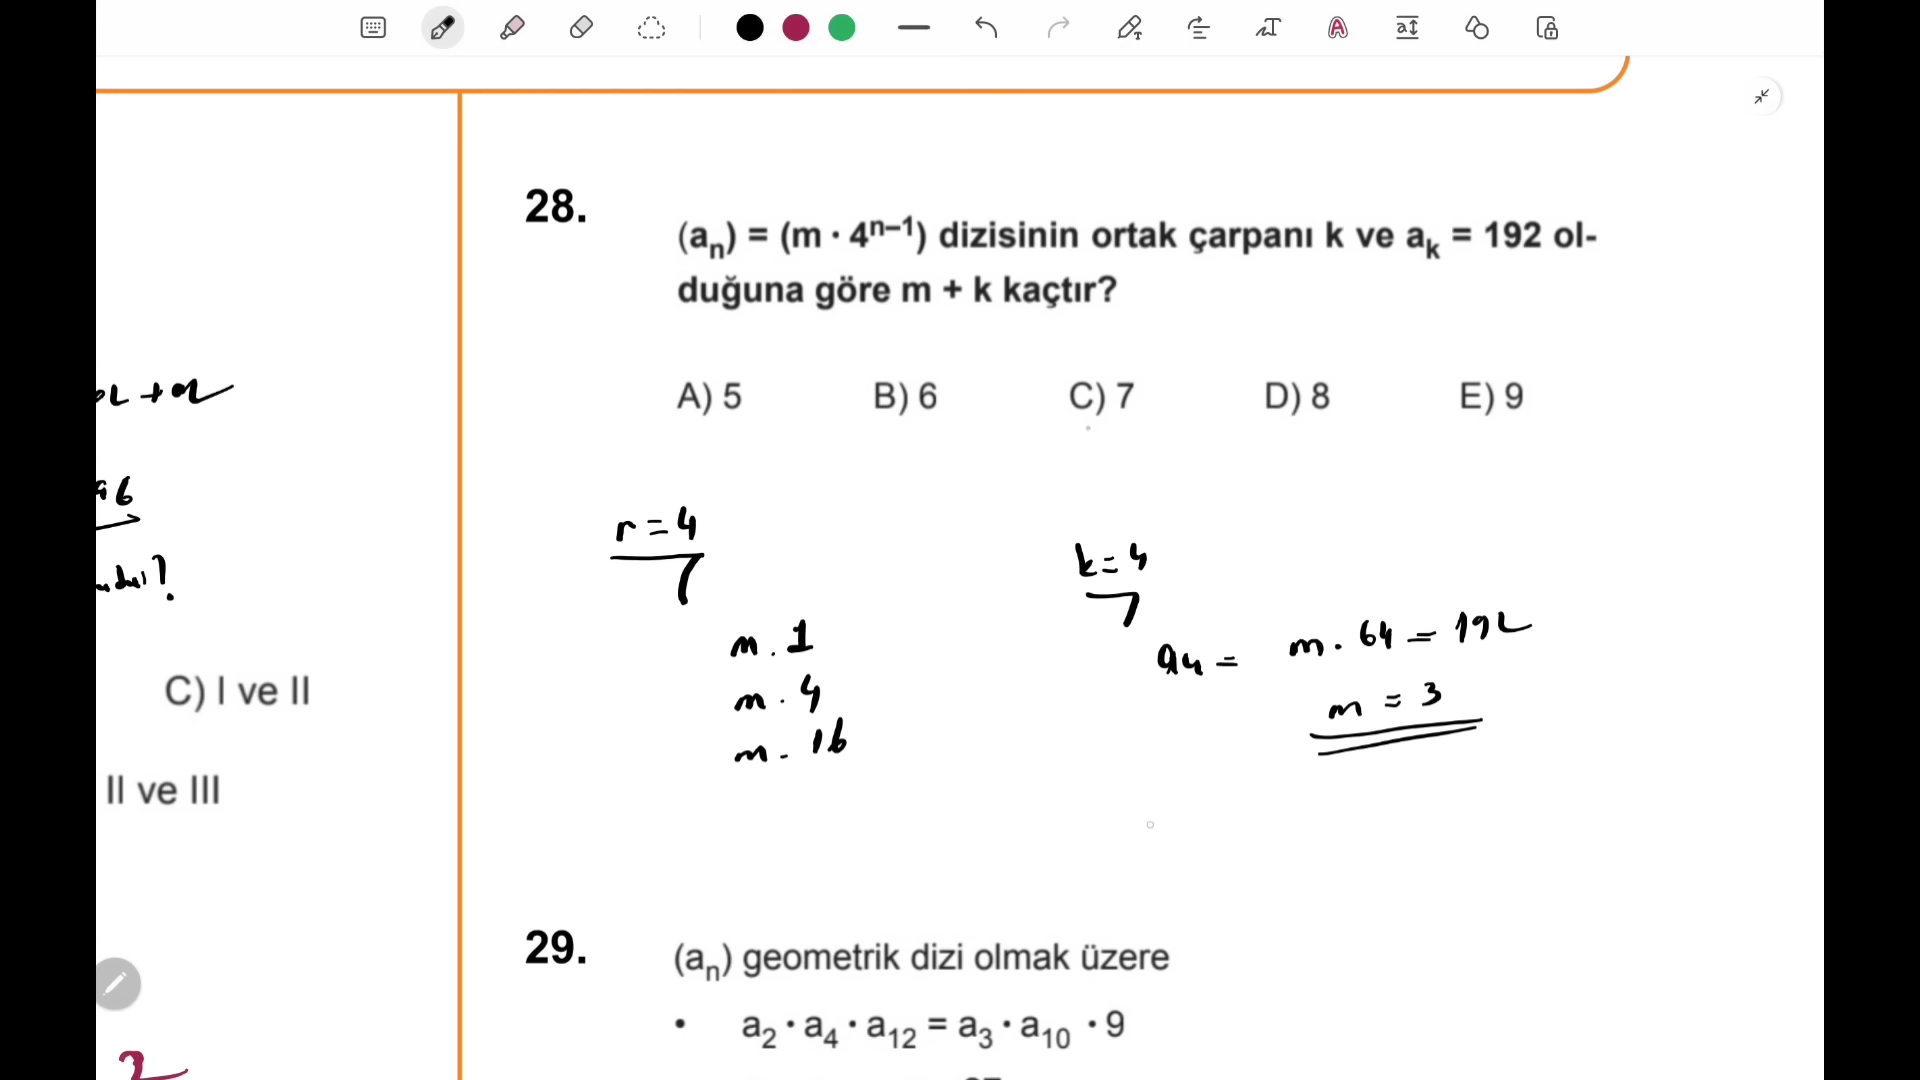 28.
(aₙ) = (m · 4ⁿ⁻¹) dizisinin ortak çarpanı k ve aₖ = 192 ol-
duğuna göre m + k kaçtır?
A) 5 B) 6 C) 7 D) 8 E) 9
r = 4
m . 1
m . 4
m . 16
k = 4
a₄ = m . 64 = 192
m = 3
C) I ve II
II ve III
29.
(aₙ) geometrik dizi olmak üzere
• a₂ · a₄ · a₁₂ = a₃ · a₁₀ · 9